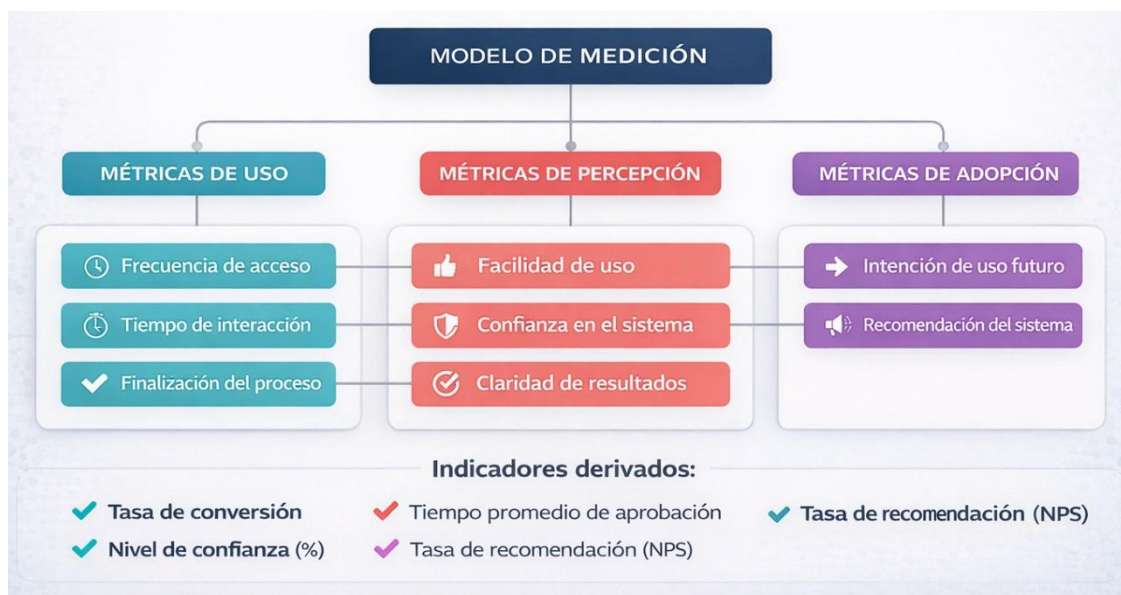 MODELO DE MEDICIÓN
MÉTRICAS DE USO
MÉTRICAS DE PERCEPCIÓN
MÉTRICAS DE ADOPCIÓN
Frecuencia de acceso
Facilidad de uso
Intención de uso futuro
Tiempo de interacción
Confianza en el sistema
Recomendación del sistema
Finalización del proceso
Claridad de resultados
Indicadores derivados:
Tasa de conversión
Tiempo promedio de aprobación
Tasa de recomendación (NPS)
Nivel de confianza (%)
Tasa de recomendación (NPS)